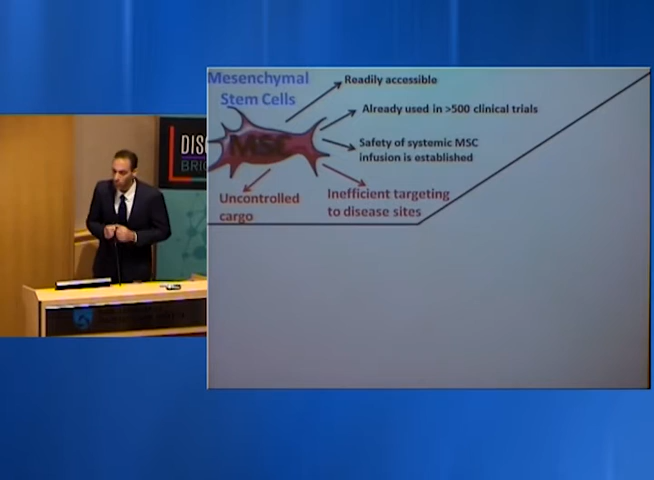 Mesenchymal
Stem Cells
Readily accessible
Already used in >500 clinical trials
MSC
Safety of systemic MSC
infusion is established
Uncontrolled
cargo
Inefficient targeting
to disease sites
DISC
BRIG